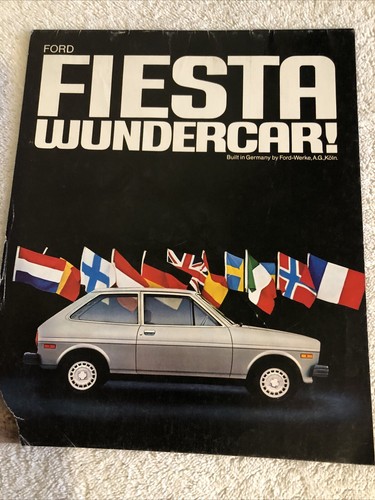 FORD
FIESTA
WUNDERCAR!
Built in Germany by Ford-Werke, A.G., Köln.